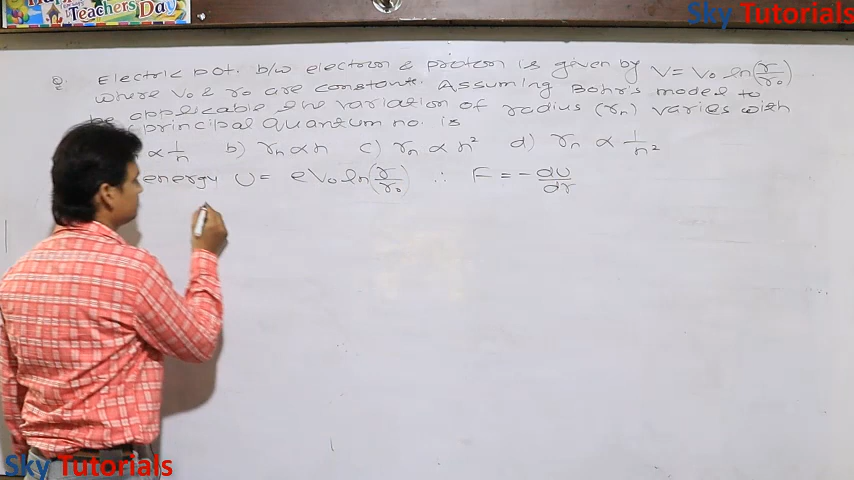 Teachers Day
Sky Tutorials
Q. Electric pot. b/w electron & proton is given by V = V₀ ln(r/r₀)
where V₀ & r₀ are constants. Assuming Bohr's model to
be applicable the variation of radius (rₙ) varies with
principal quantum no. is
∝ 1/n b) rₙ ∝ n c) rₙ ∝ n² d) rₙ ∝ 1/n²
energy U = eV₀ ln(r/r₀) ∴ F = - dU/dr
Sky Tutorials